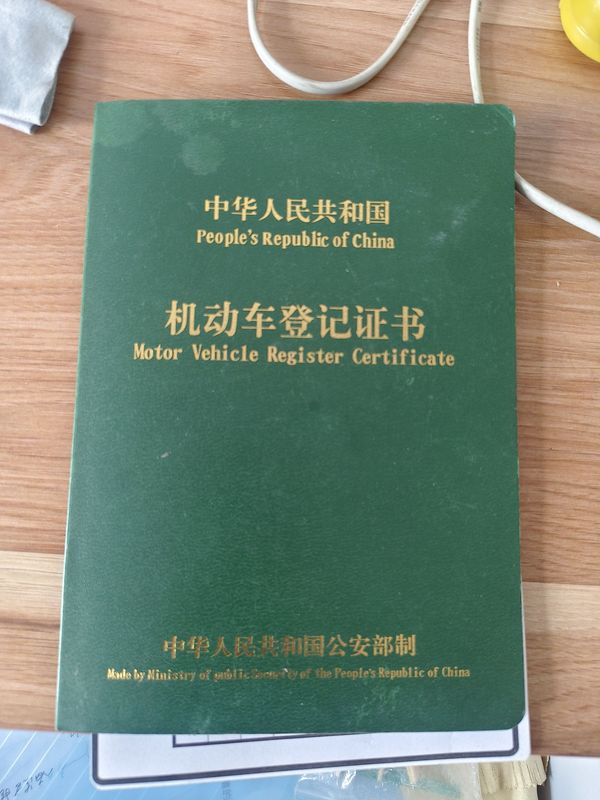 中华人民共和国
People's Republic of China
机动车登记证书
Motor Vehicle Register Certificate
中华人民共和国公安部制
Made by Ministry of public Security of the People's Republic of China